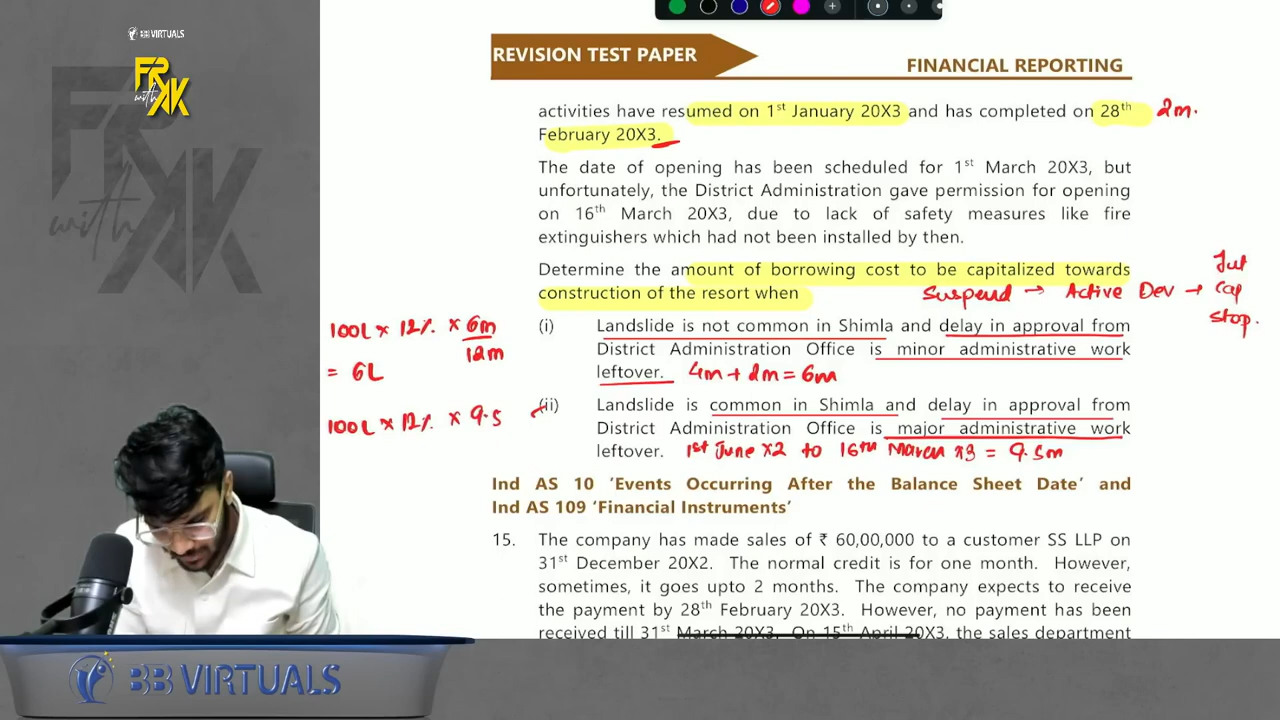 BB VIRTUALS
FR
with
AK
REVISION TEST PAPER
FINANCIAL REPORTING
activities have resumed on 1st January 20X3 and has completed on 28th 2m.
February 20X3.
The date of opening has been scheduled for 1st March 20X3, but
unfortunately, the District Administration gave permission for opening
on 16th March 20X3, due to lack of safety measures like fire
extinguishers which had not been installed by then.
Determine the amount of borrowing cost to be capitalized towards
construction of the resort when
Suspend → Active Dev → Int
cap
stop.
(i) Landslide is not common in Shimla and delay in approval from
District Administration Office is minor administrative work
leftover. 4m + 2m = 6m
100L x 12% x 6m
12m
= 6L
(ii) Landslide is common in Shimla and delay in approval from
District Administration Office is major administrative work
leftover. 1st June x2 to 16th March x3 = 9.5m
100L x 12% x 9.5
Ind AS 10 ‘Events Occurring After the Balance Sheet Date’ and
Ind AS 109 ‘Financial Instruments’
15. The company has made sales of ₹ 60,00,000 to a customer SS LLP on
31st December 20X2. The normal credit is for one month. However,
sometimes, it goes upto 2 months. The company expects to receive
the payment by 28th February 20X3. However, no payment has been
received till 31st March 20X3. On 15th April 20X3, the sales department
BB VIRTUALS